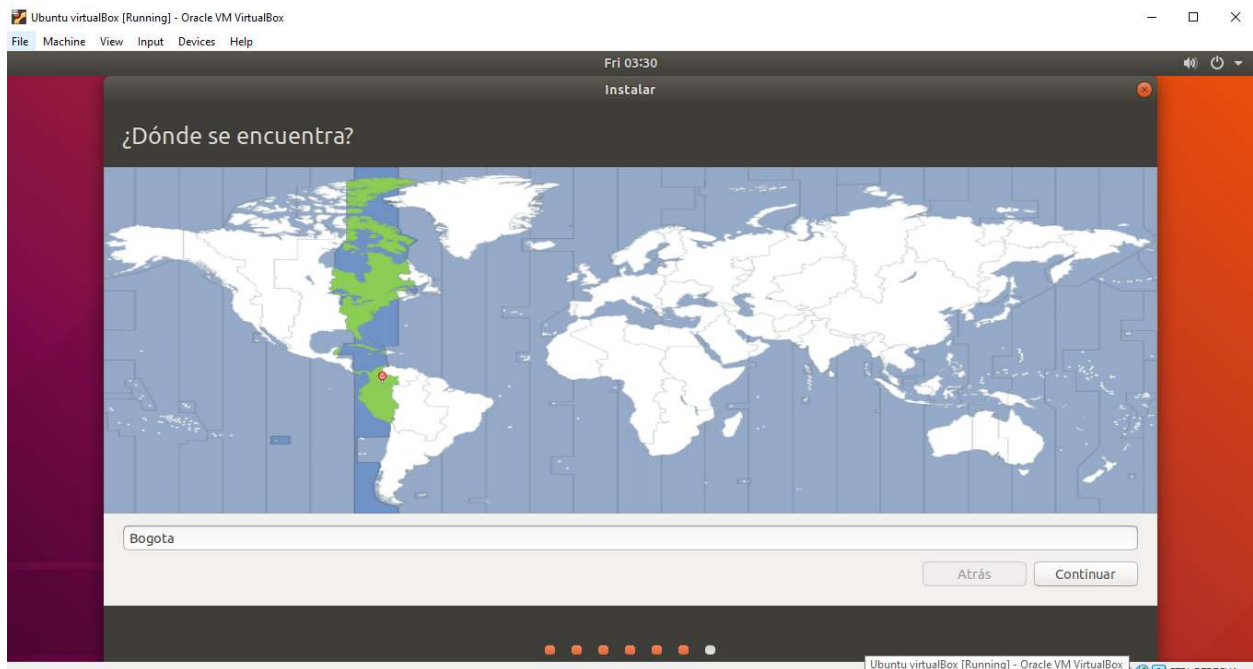 Ubuntu virtualBox [Running] - Oracle VM VirtualBox
File Machine View Input Devices Help
Fri 03:30
Instalar
¿Dónde se encuentra?
Bogota
Atrás Continuar
Ubuntu virtualBox [Running] - Oracle VM VirtualBox